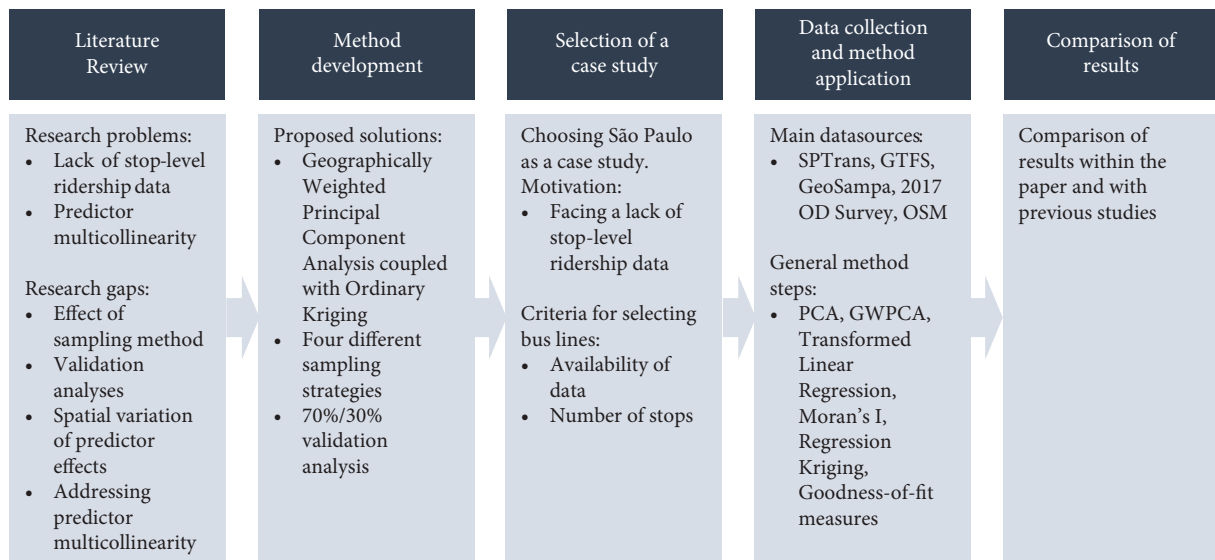 Literature
Review
Research problems:
• Lack of stop-level
ridership data
• Predictor
multicollinearity
Research gaps:
• Effect of
sampling method
• Validation
analyses
• Spatial variation
of predictor
effects
• Addressing
predictor
multicollinearity
Method
development
Proposed solutions:
• Geographically
Weighted
Principal
Component
Analysis coupled
with Ordinary
Kriging
• Four different
sampling
strategies
• 70%/30%
validation
analysis
Selection of a
case study
Choosing São Paulo
as a case study.
Motivation:
• Facing a lack of
stop-level
ridership data
Criteria for selecting
bus lines:
• Availability of
data
• Number of stops
Data collection
and method
application
Main datasources:
• SPTrans, GTFS,
GeoSampa, 2017
OD Survey, OSM
General method
steps:
• PCA, GWPCA,
Transformed
Linear
Regression,
Moran's I,
Regression
Kriging,
Goodness-of-fit
measures
Comparison of
results
Comparison of
results within the
paper and with
previous studies